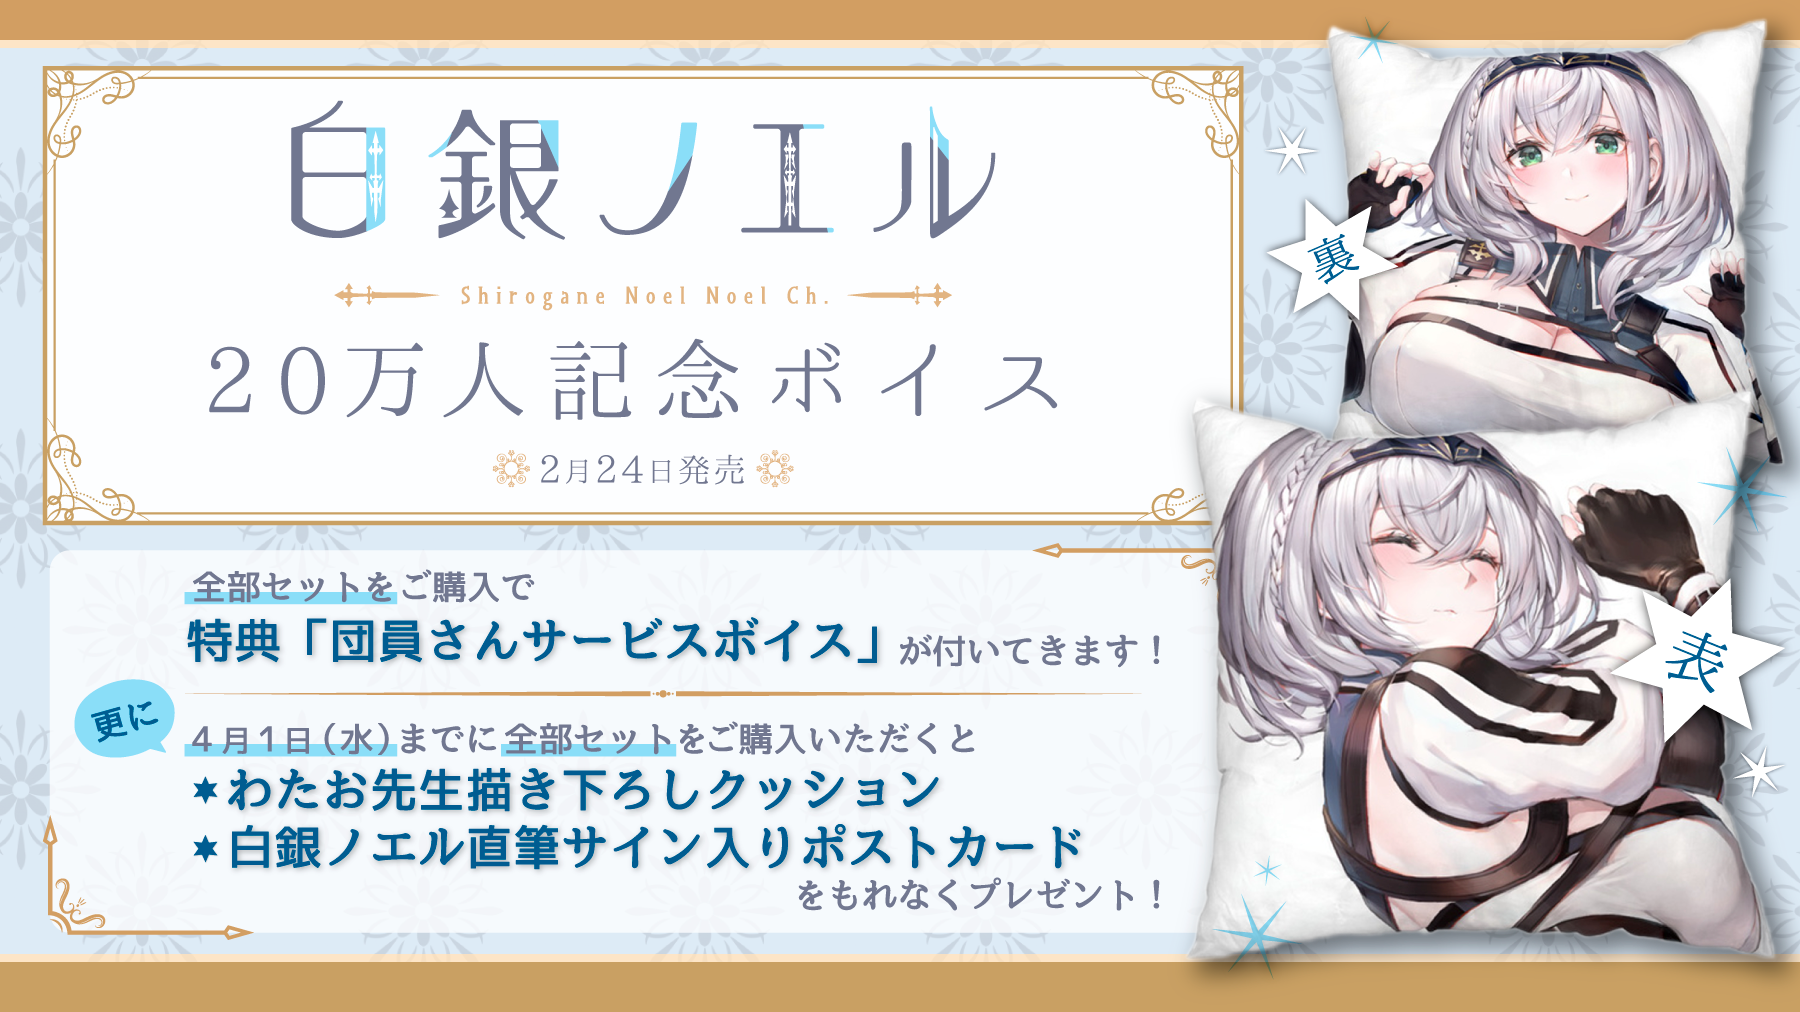 白銀ノエル
Shirogane Noel Noel Ch.
20万人記念ボイス
2月24日発売
裏
表
全部セットをご購入で
特典「団員さんサービスボイス」が付いてきます！
更に
4月1日（水）までに全部セットをご購入いただくと
★わたお先生描き下ろしクッション
★白銀ノエル直筆サイン入りポストカード
をもれなくプレゼント！